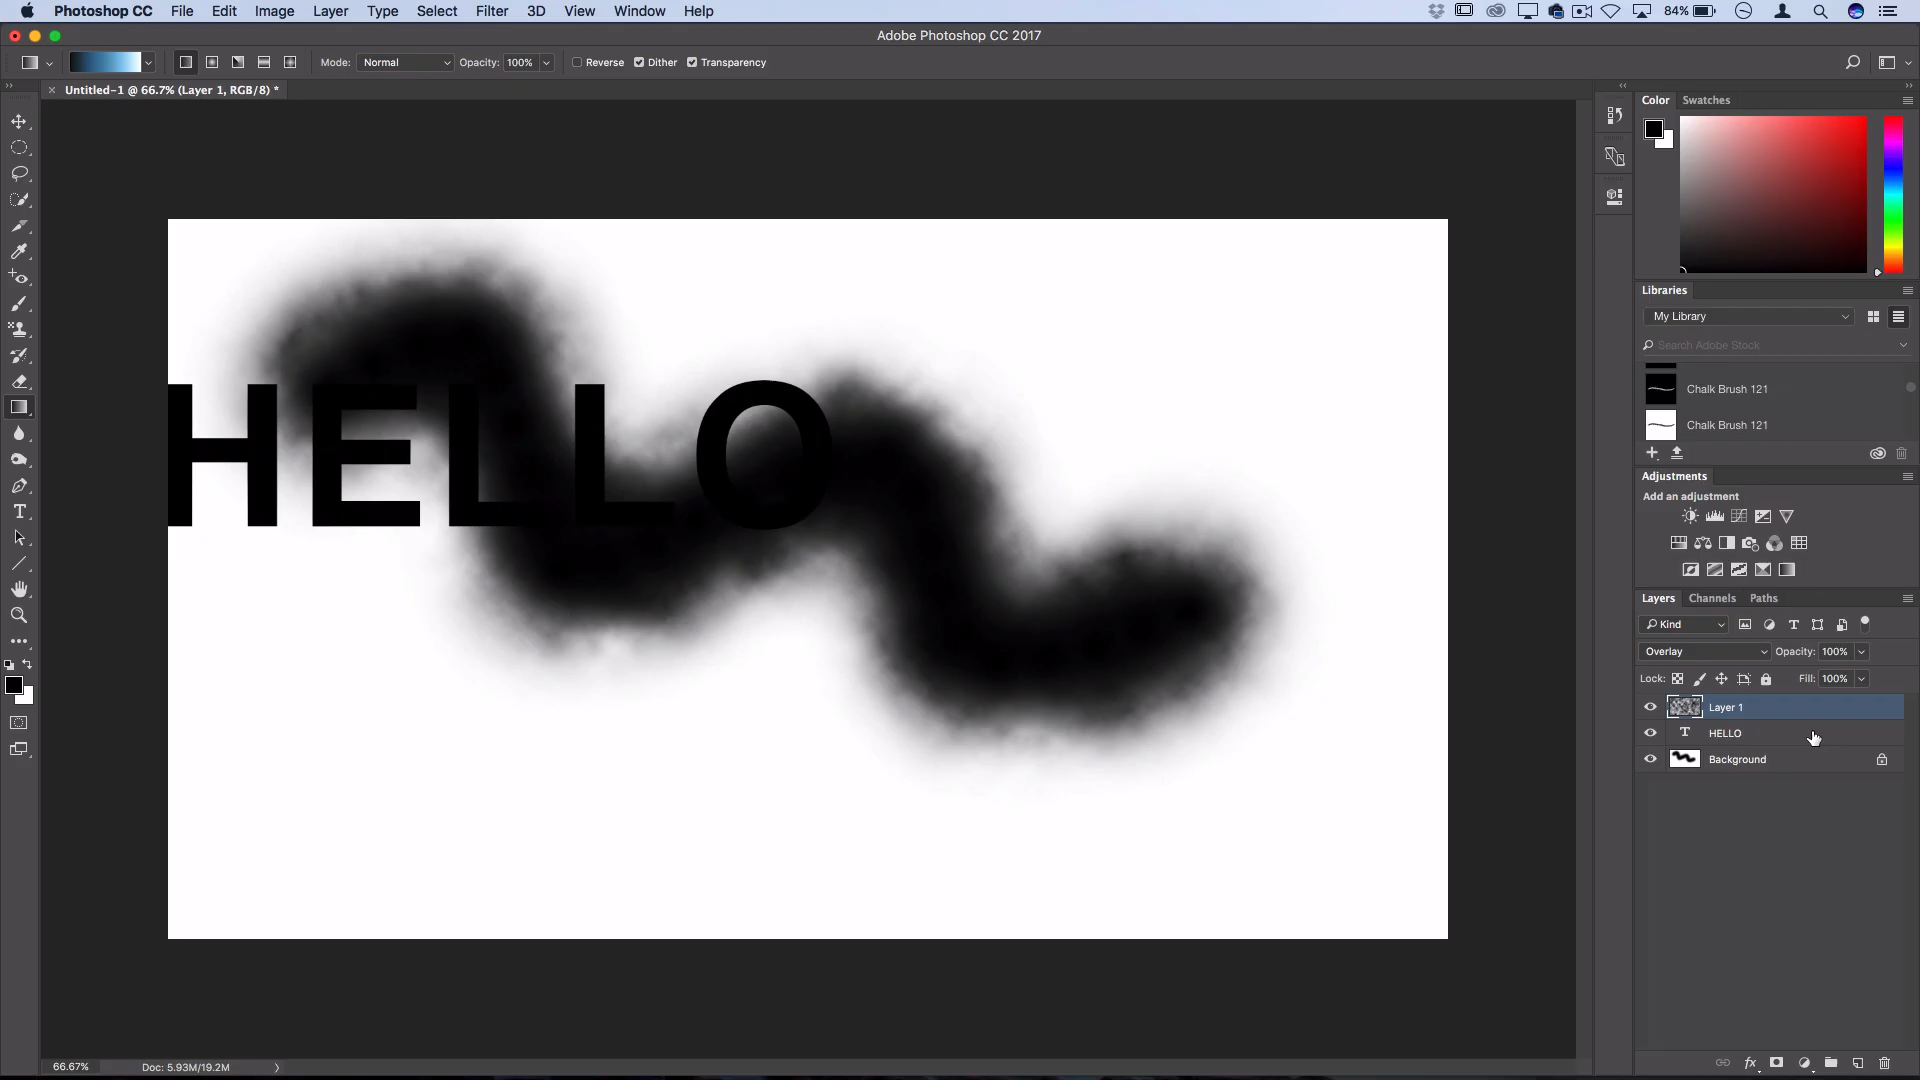 Photoshop CC File Edit Image Layer Type Select Filter 3D View Window Help 84%
Adobe Photoshop CC 2017
Mode: Normal Opacity: 100% Reverse Dither Transparency
Untitled-1 @ 66.7% (Layer 1, RGB/8) *
Color Swatches
Libraries
My Library
Search Adobe Stock
Chalk Brush 121
Chalk Brush 121
HELLO
Adjustments
Add an adjustment
Layers Channels Paths
Kind
Overlay Opacity: 100%
Lock: Fill: 100%
Layer 1
T HELLO
Background
66.67% Doc: 5.93M/19.2M